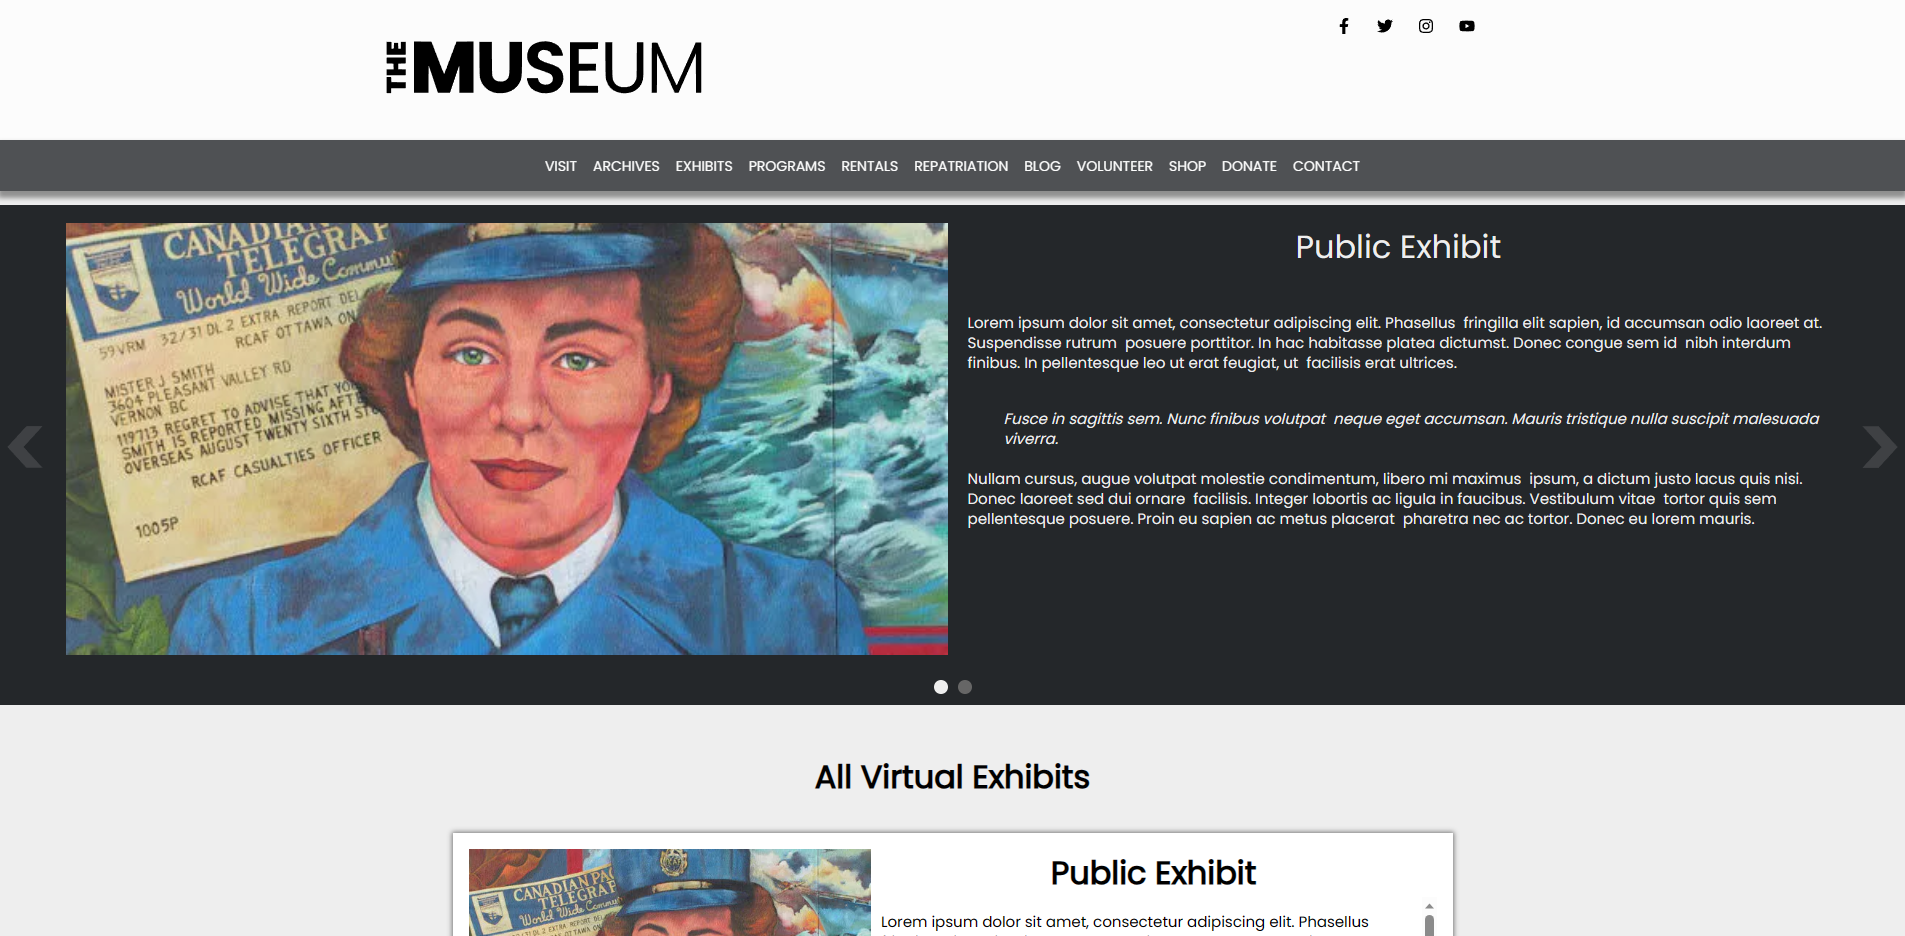 THE MUSEUM
VISIT ARCHIVES EXHIBITS PROGRAMS RENTALS REPATRIATION BLOG VOLUNTEER SHOP DONATE CONTACT
CANADIAN
TELEGRAF
World Wide Commu
32/31 DL 2 EXTRA REPORT DEL
59VRM RCAF OTTAWA ON
MISTER J SMITH
3604 PLEASANT VALLEY RD
VERNON BC
119713 REGRET TO ADVISE THAT YOU
SMITH IS REPORTED MISSING AFTE
OVERSEAS AUGUST TWENTY SIXTH ST
RCAF CASUALTIES OFFICER
1005P
Public Exhibit
Lorem ipsum dolor sit amet, consectetur adipiscing elit. Phasellus fringilla elit sapien, id accumsan odio laoreet at.
Suspendisse rutrum posuere porttitor. In hac habitasse platea dictumst. Donec congue sem id nibh interdum
finibus. In pellentesque leo ut erat feugiat, ut facilisis erat ultrices.
Fusce in sagittis sem. Nunc finibus volutpat neque eget accumsan. Mauris tristique nulla suscipit malesuada
viverra.
Nullam cursus, augue volutpat molestie condimentum, libero mi maximus ipsum, a dictum justo lacus quis nisi.
Donec laoreet sed dui ornare facilisis. Integer lobortis ac ligula in faucibus. Vestibulum vitae tortor quis sem
pellentesque posuere. Proin eu sapien ac metus placerat pharetra nec ac tortor. Donec eu lorem mauris.
All Virtual Exhibits
CANADIAN PAC
TELEGRAF
World Wide Commu
Public Exhibit
Lorem ipsum dolor sit amet, consectetur adipiscing elit. Phasellus